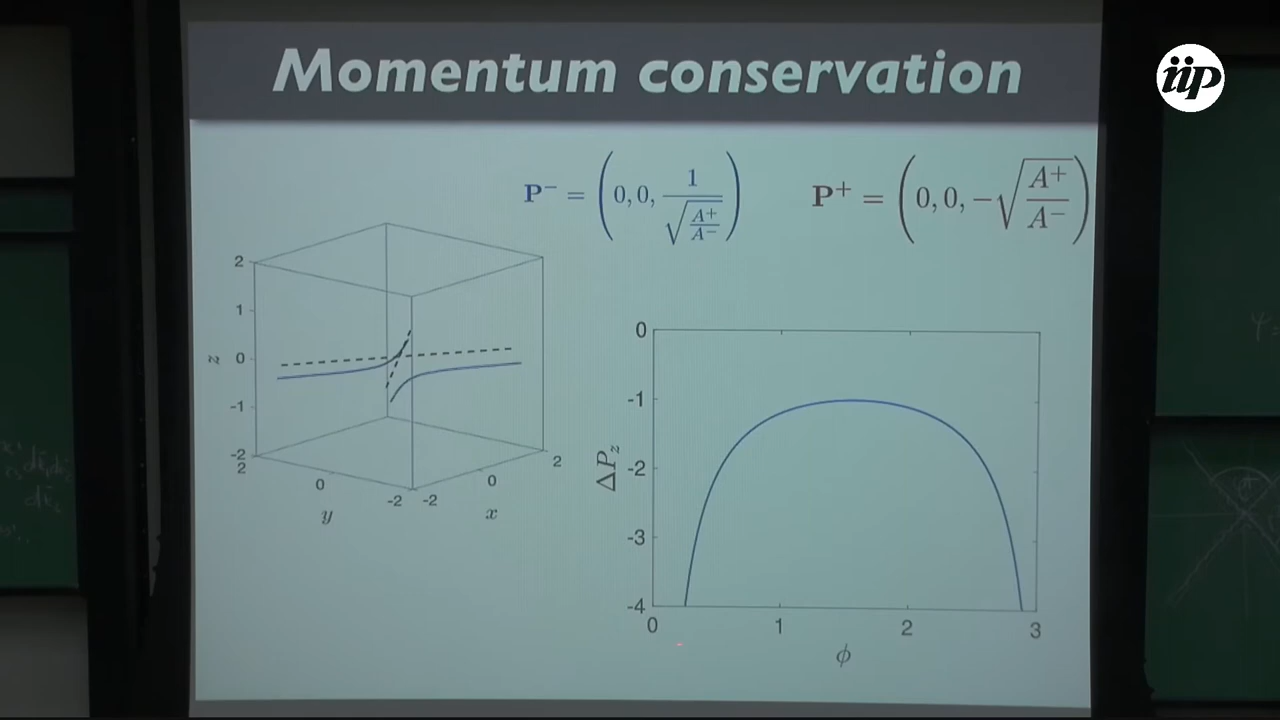 Momentum conservation
iip
P⁻ = (0, 0, 1/√(A⁺/A⁻))
P⁺ = (0, 0, −√(A⁺/A⁻))
2
1
0
-1
-2
z
2
0
-2
y
-2
0
2
x
0
-1
-2
-3
-4
ΔP_z
0
1
2
3
ϕ